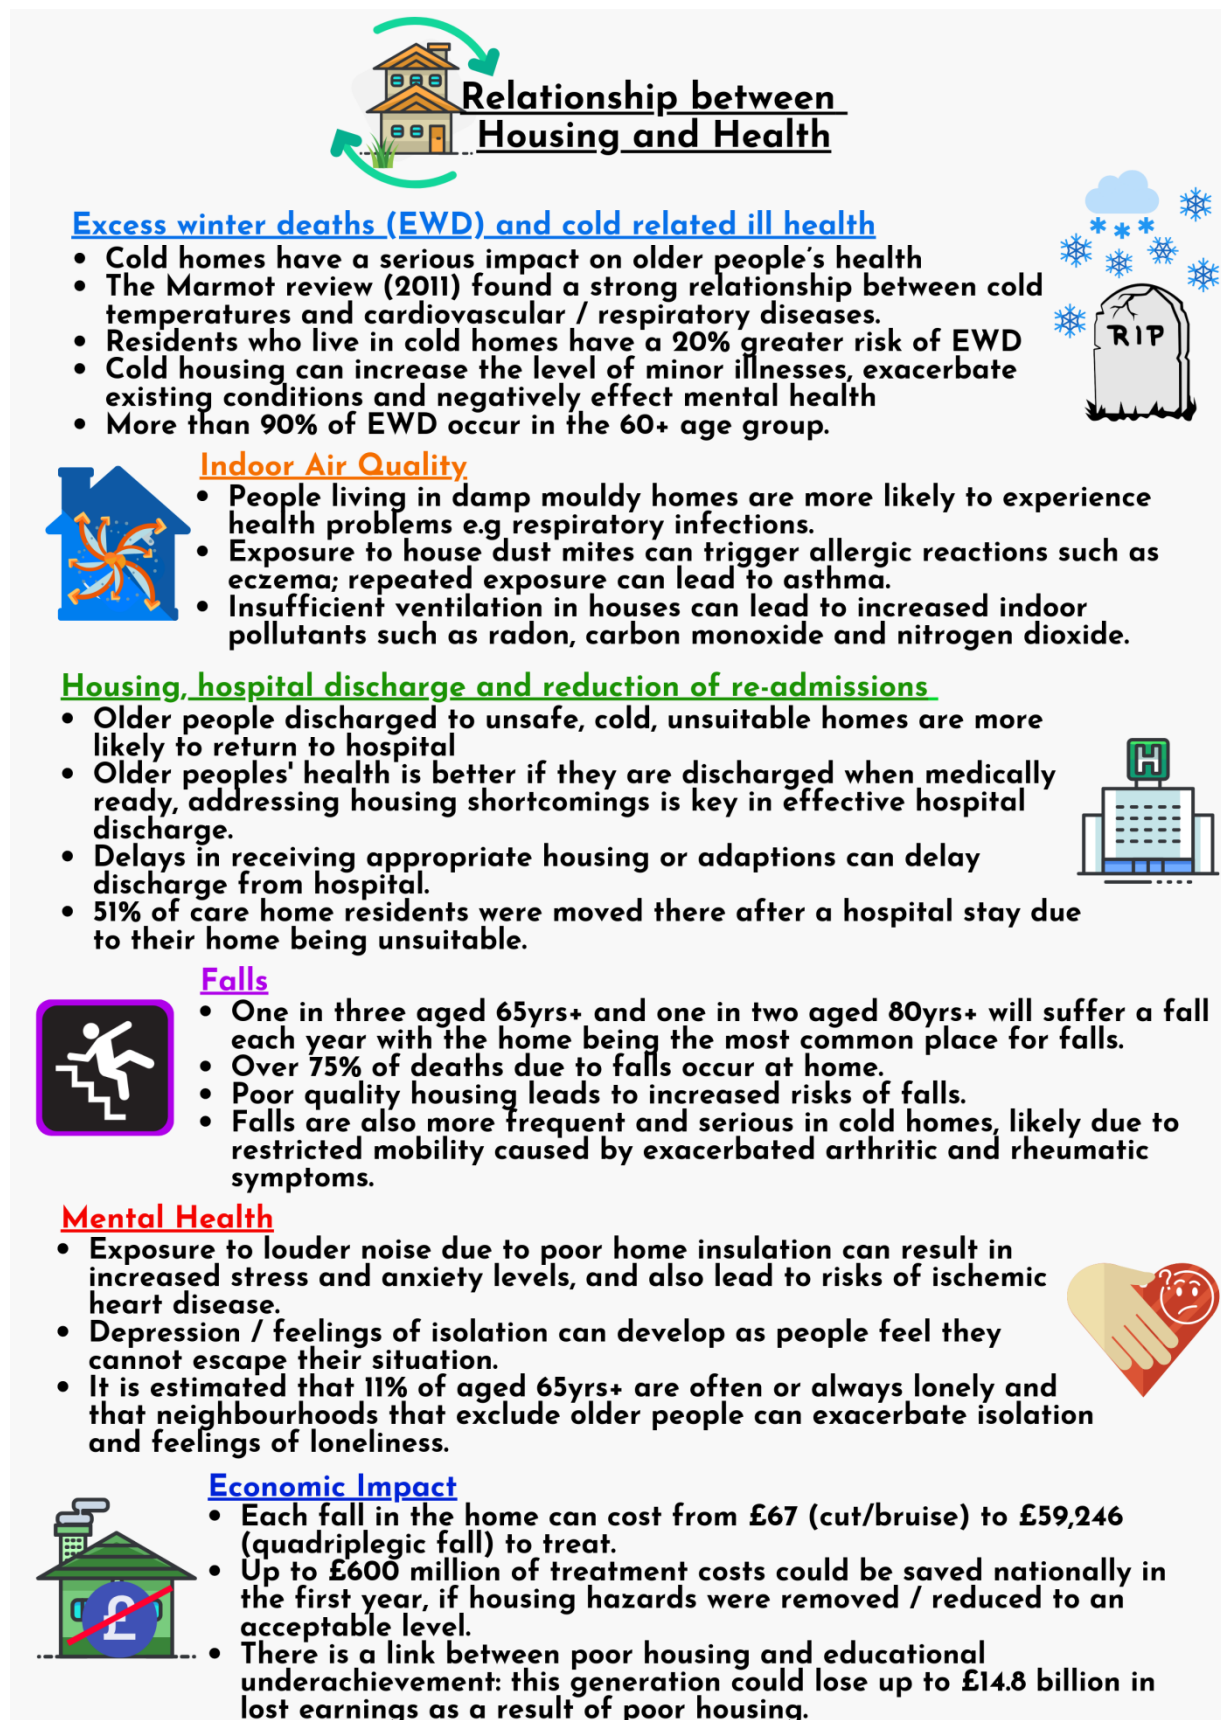 Relationship between
Housing and Health
Excess winter deaths (EWD) and cold related ill health
• Cold homes have a serious impact on older people's health
• The Marmot review (2011) found a strong relationship between cold
temperatures and cardiovascular / respiratory diseases.
• Residents who live in cold homes have a 20% greater risk of EWD
• Cold housing can increase the level of minor illnesses, exacerbate
existing conditions and negatively effect mental health
• More than 90% of EWD occur in the 60+ age group.
RIP
Indoor Air Quality
• People living in damp mouldy homes are more likely to experience
health problems e.g respiratory infections.
• Exposure to house dust mites can trigger allergic reactions such as
eczema; repeated exposure can lead to asthma.
• Insufficient ventilation in houses can lead to increased indoor
pollutants such as radon, carbon monoxide and nitrogen dioxide.
Housing, hospital discharge and reduction of re-admissions
• Older people discharged to unsafe, cold, unsuitable homes are more
likely to return to hospital
• Older peoples' health is better if they are discharged when medically
ready, addressing housing shortcomings is key in effective hospital
discharge.
• Delays in receiving appropriate housing or adaptions can delay
discharge from hospital.
• 51% of care home residents were moved there after a hospital stay due
to their home being unsuitable.
H
Falls
• One in three aged 65yrs+ and one in two aged 80yrs+ will suffer a fall
each year with the home being the most common place for falls.
• Over 75% of deaths due to falls occur at home.
• Poor quality housing leads to increased risks of falls.
• Falls are also more frequent and serious in cold homes, likely due to
restricted mobility caused by exacerbated arthritic and rheumatic
symptoms.
Mental Health
• Exposure to louder noise due to poor home insulation can result in
increased stress and anxiety levels, and also lead to risks of ischemic
heart disease.
• Depression / feelings of isolation can develop as people feel they
cannot escape their situation.
• It is estimated that 11% of aged 65yrs+ are often or always lonely and
that neighbourhoods that exclude older people can exacerbate isolation
and feelings of loneliness.
?
Economic Impact
• Each fall in the home can cost from £67 (cut/bruise) to £59,246
(quadriplegic fall) to treat.
• Up to £600 million of treatment costs could be saved nationally in
the first year, if housing hazards were removed / reduced to an
acceptable level.
• There is a link between poor housing and educational
underachievement: this generation could lose up to £14.8 billion in
lost earnings as a result of poor housing.
£